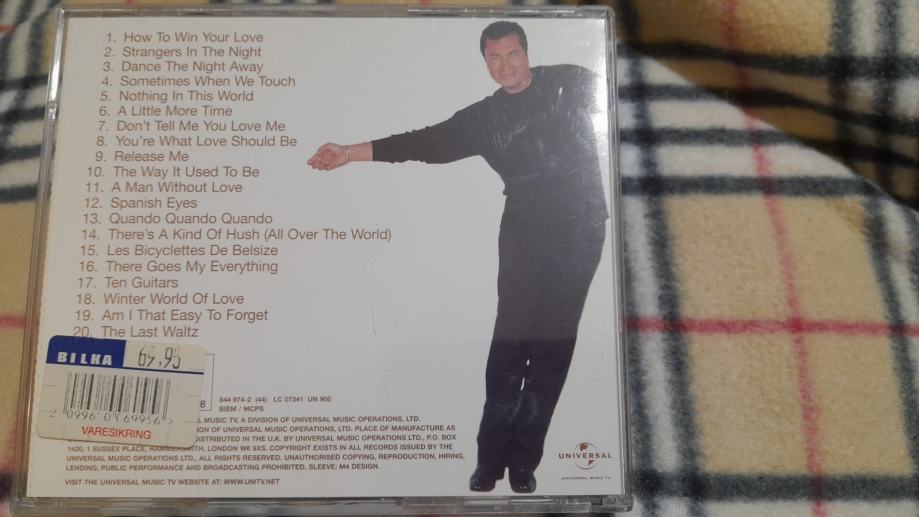 1. How To Win Your Love
2. Strangers In The Night
3. Dance The Night Away
4. Sometimes When We Touch
5. Nothing In This World
6. A Little More Time
7. Don't Tell Me You Love Me
8. You're What Love Should Be
9. Release Me
10. The Way It Used To Be
11. A Man Without Love
12. Spanish Eyes
13. Quando Quando Quando
14. There's A Kind Of Hush (All Over The World)
15. Les Bicyclettes De Belsize
16. There Goes My Everything
17. Ten Guitars
18. Winter World Of Love
19. Am I That Easy To Forget
20. The Last Waltz
BILKA 69,95
VARESIKRING
8
844 974-2 (44) LC 07341 UN 900
BIEM / MCPS
MUSIC TV, A DIVISION OF UNIVERSAL MUSIC OPERATIONS, LTD.
OF UNIVERSAL MUSIC OPERATIONS, LTD. PLACE OF MANUFACTURE AS
DISTRIBUTED IN THE U.K. BY UNIVERSAL MUSIC OPERATIONS LTD., P.O. BOX
1420, 1 SUSSEX PLACE, HAMMERSMITH, LONDON W6 9XS. COPYRIGHT EXISTS IN ALL RECORDS ISSUED BY THE
UNIVERSAL MUSIC OPERATIONS LTD., ALL RIGHTS RESERVED. UNAUTHORISED COPYING, REPRODUCTION, HIRING,
LENDING, PUBLIC PERFORMANCE AND BROADCASTING PROHIBITED. SLEEVE: M4 DESIGN.
VISIT THE UNIVERSAL MUSIC TV WEBSITE AT: WWW.UMTV.NET
UNIVERSAL
UNIVERSAL MUSIC TV